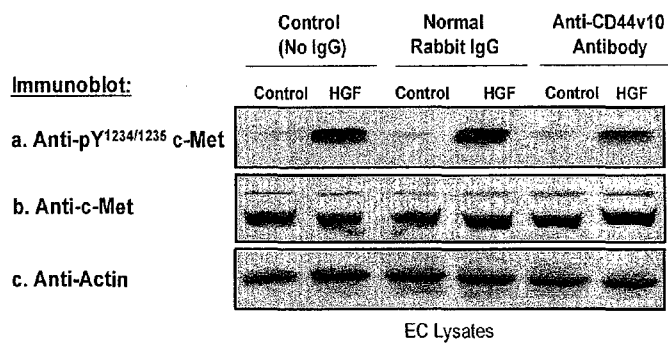 Control
(No IgG)
Normal
Rabbit IgG
Anti-CD44v10
Antibody
Immunoblot:
Control HGF Control HGF Control HGF
a. Anti-pY1234/1235 c-Met
b. Anti-c-Met
c. Anti-Actin
EC Lysates